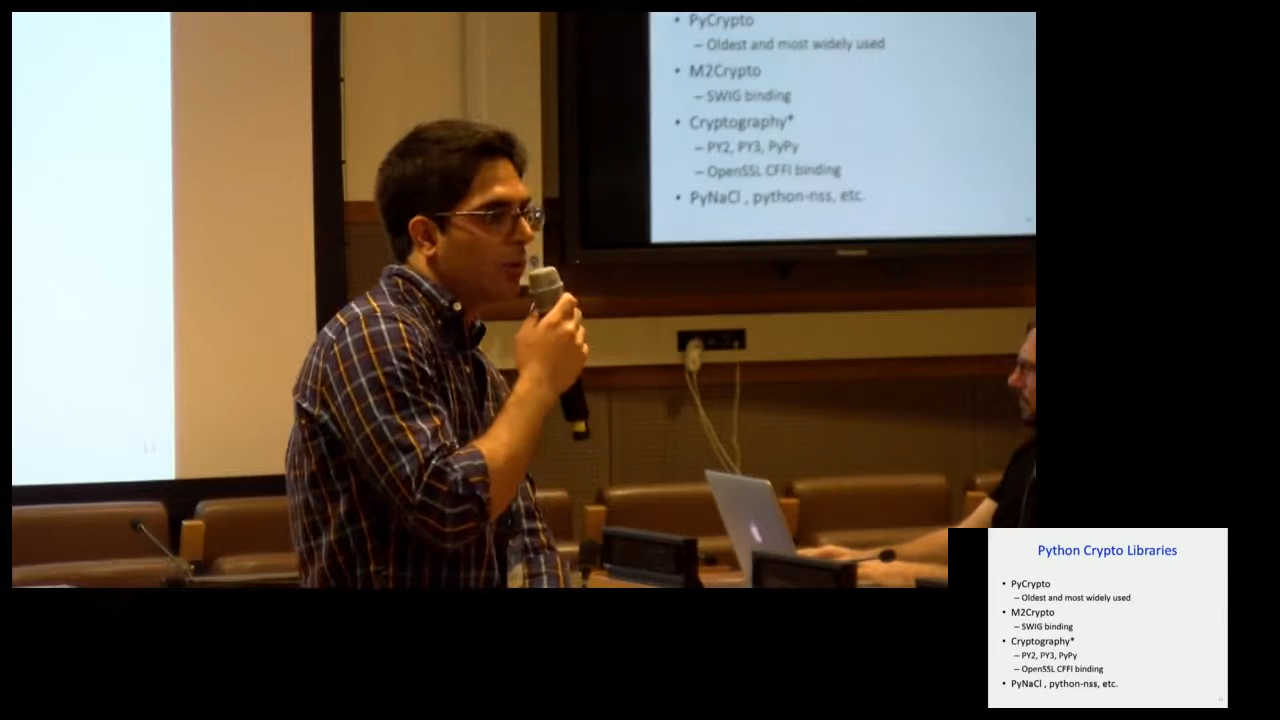 • PyCrypto
– Oldest and most widely used
• M2Crypto
– SWIG binding
• Cryptography*
– PY2, PY3, PyPy
– OpenSSL CFFI binding
• PyNaCl , python-nss, etc.
13
Python Crypto Libraries
• PyCrypto
– Oldest and most widely used
• M2Crypto
– SWIG binding
• Cryptography*
– PY2, PY3, PyPy
– OpenSSL CFFI binding
• PyNaCl , python-nss, etc.